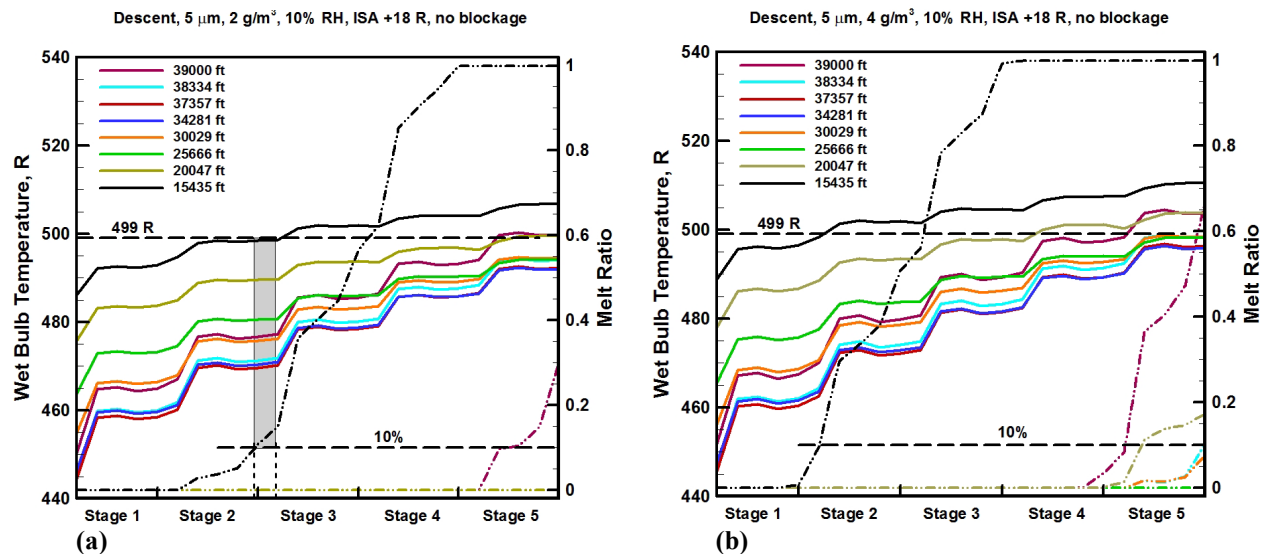 Descent, 5 µm, 2 g/m³, 10% RH, ISA +18 R, no blockage
540
520
500
480
460
440
Wet Bulb Temperature, R
39000 ft
38334 ft
37357 ft
34281 ft
30029 ft
25666 ft
20047 ft
15435 ft
499 R
10%
1
0.8
0.6
0.4
0.2
0
Melt Ratio
Stage 1 Stage 2 Stage 3 Stage 4 Stage 5
(a)
Descent, 5 µm, 4 g/m³, 10% RH, ISA +18 R, no blockage
540
520
500
480
460
440
Wet Bulb Temperature, R
39000 ft
38334 ft
37357 ft
34281 ft
30029 ft
25666 ft
20047 ft
15435 ft
499 R
10%
1
0.8
0.6
0.4
0.2
0
Melt Ratio
Stage 1 Stage 2 Stage 3 Stage 4 Stage 5
(b)